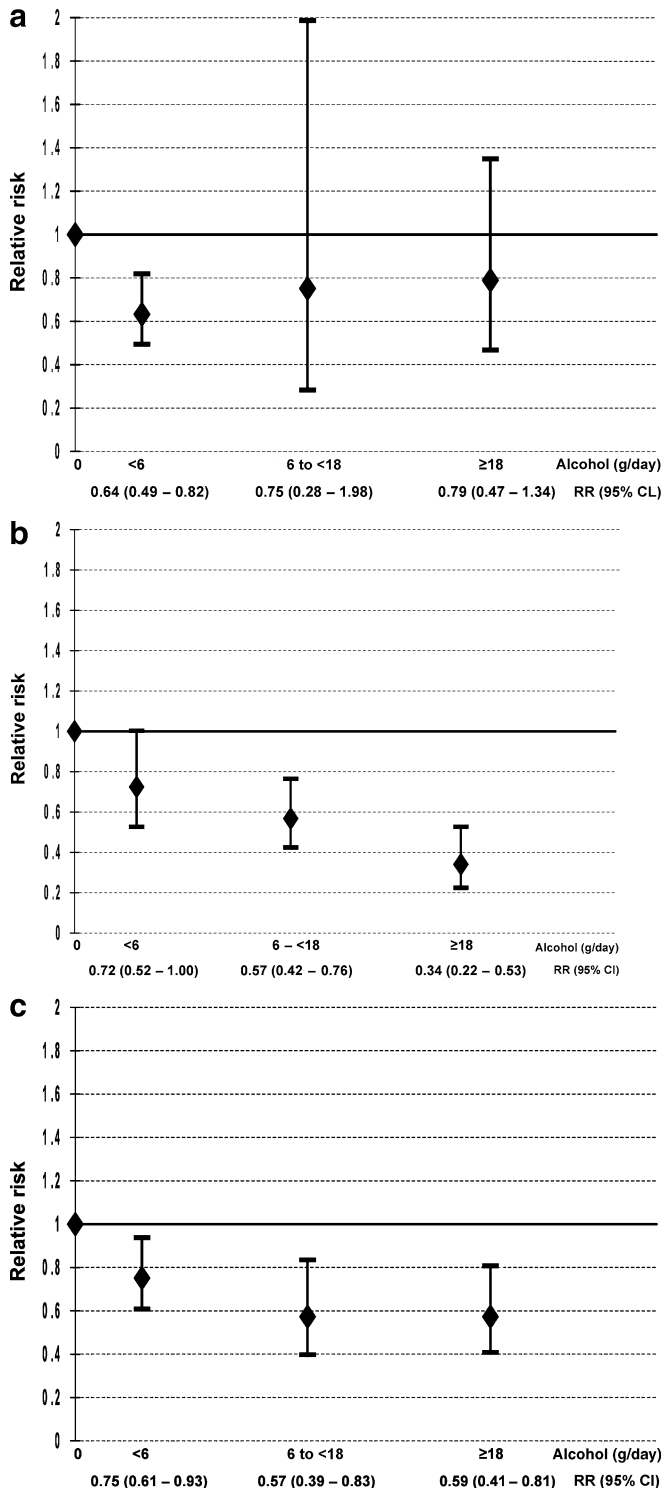 a
Relative risk
2
1.8
1.6
1.4
1.2
1
0.8
0.6
0.4
0.2
0
0 <6 6 to <18 ≥18 Alcohol (g/day)
0.64 (0.49 – 0.82) 0.75 (0.28 – 1.98) 0.79 (0.47 – 1.34) RR (95% CL)
b
Relative risk
2
1.8
1.6
1.4
1.2
1
0.8
0.6
0.4
0.2
0
0 <6 6 – <18 ≥18 Alcohol (g/day)
0.72 (0.52 – 1.00) 0.57 (0.42 – 0.76) 0.34 (0.22 – 0.53) RR (95% CI)
c
Relative risk
2
1.8
1.6
1.4
1.2
1
0.8
0.6
0.4
0.2
0
0 <6 6 to <18 ≥18 Alcohol (g/day)
0.75 (0.61 – 0.93) 0.57 (0.39 – 0.83) 0.59 (0.41 – 0.81) RR (95% CI)